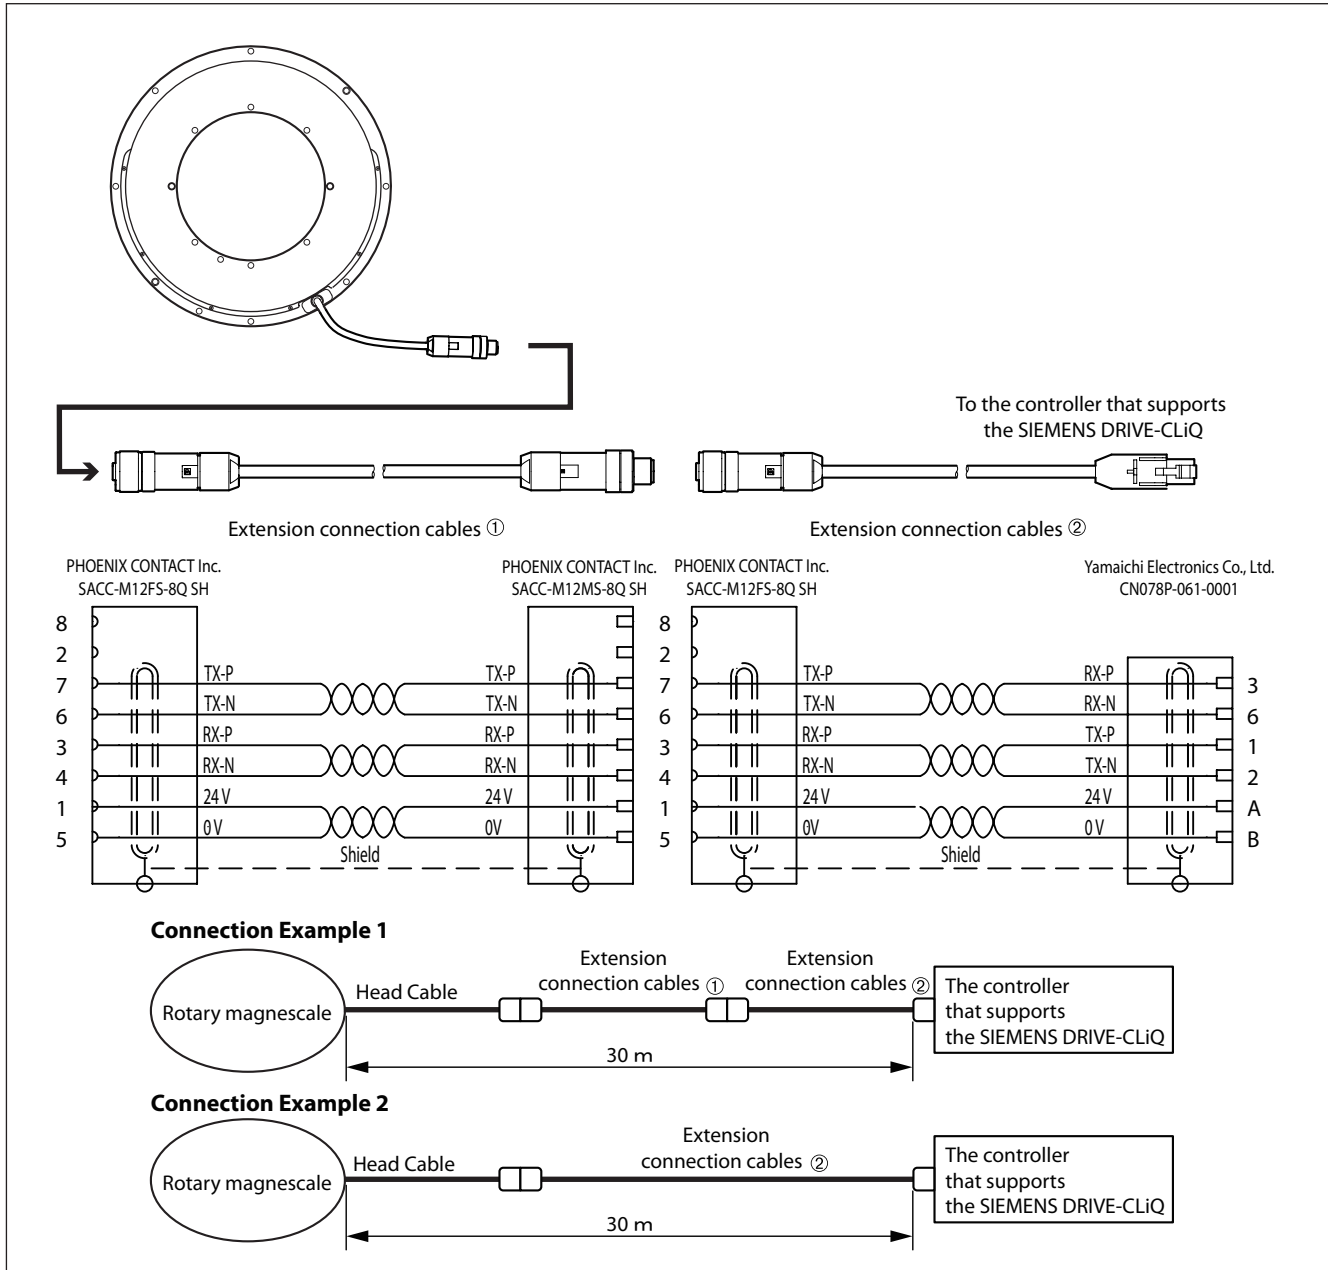 To the controller that supports
the SIEMENS DRIVE-CLiQ
Extension connection cables ①
Extension connection cables ②
PHOENIX CONTACT Inc.
SACC-M12FS-8Q SH
PHOENIX CONTACT Inc.
SACC-M12MS-8Q SH
PHOENIX CONTACT Inc.
SACC-M12FS-8Q SH
Yamaichi Electronics Co., Ltd.
CN078P-061-0001
8
2
7
6
3
4
1
5
TX-P
TX-N
RX-P
RX-N
24 V
0V
Shield
TX-P
TX-N
RX-P
RX-N
24 V
0V
8
2
7
6
3
4
1
5
TX-P
TX-N
RX-P
RX-N
24 V
0V
Shield
RX-P
RX-N
TX-P
TX-N
24 V
0 V
3
6
1
2
A
B
Connection Example 1
Rotary magnescale
Head Cable
Extension
connection cables ①
Extension
connection cables ②
The controller
that supports
the SIEMENS DRIVE-CLiQ
30 m
Connection Example 2
Rotary magnescale
Head Cable
Extension
connection cables ②
The controller
that supports
the SIEMENS DRIVE-CLiQ
30 m